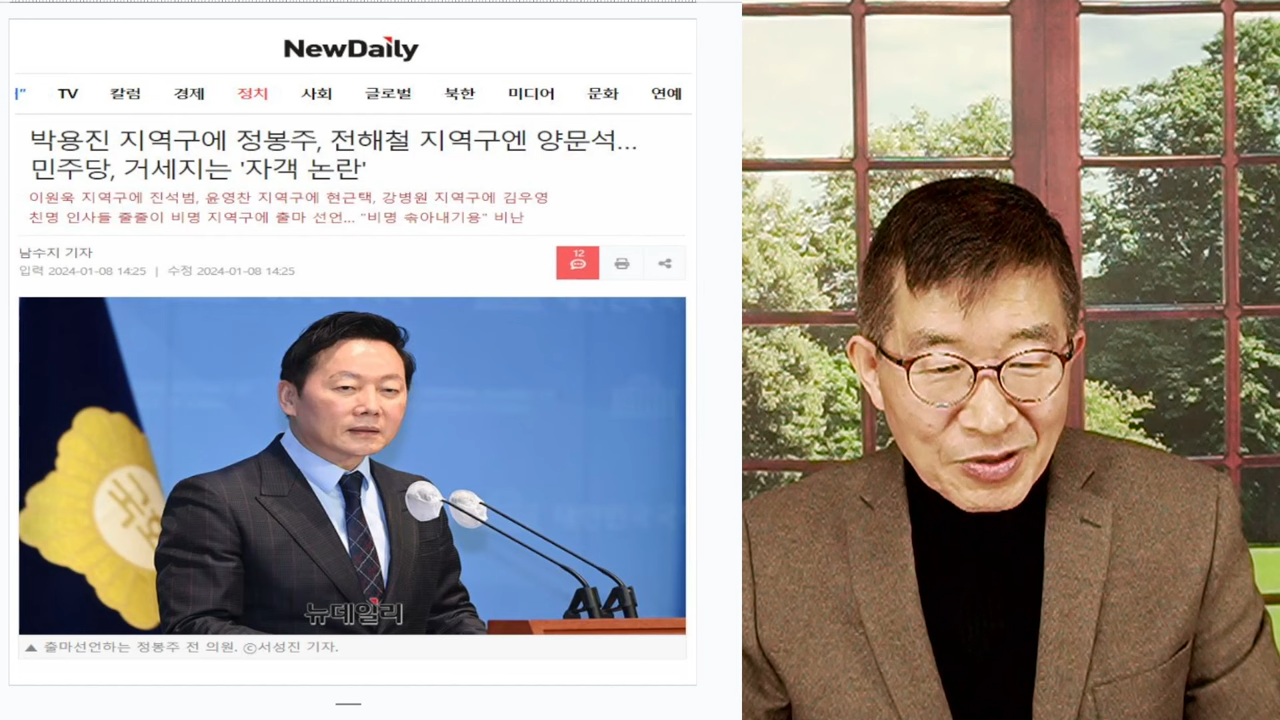 NewDaily
TV 칼럼 경제 정치 사회 글로벌 북한 미디어 문화 연예
박용진 지역구에 정봉주, 전해철 지역구엔 양문석...
민주당, 거세지는 '자객 논란'
이원욱 지역구에 진석범, 윤영찬 지역구에 현근택, 강병원 지역구에 김우영
친명 인사들 줄줄이 비명 지역구에 출마 선언... "비명 솎아내기용" 비난
남수지 기자
입력 2024-01-08 14:25 | 수정 2024-01-08 14:25
12
뉴데일리
▲ 출마선언하는 정봉주 전 의원. ⓒ서성진 기자.